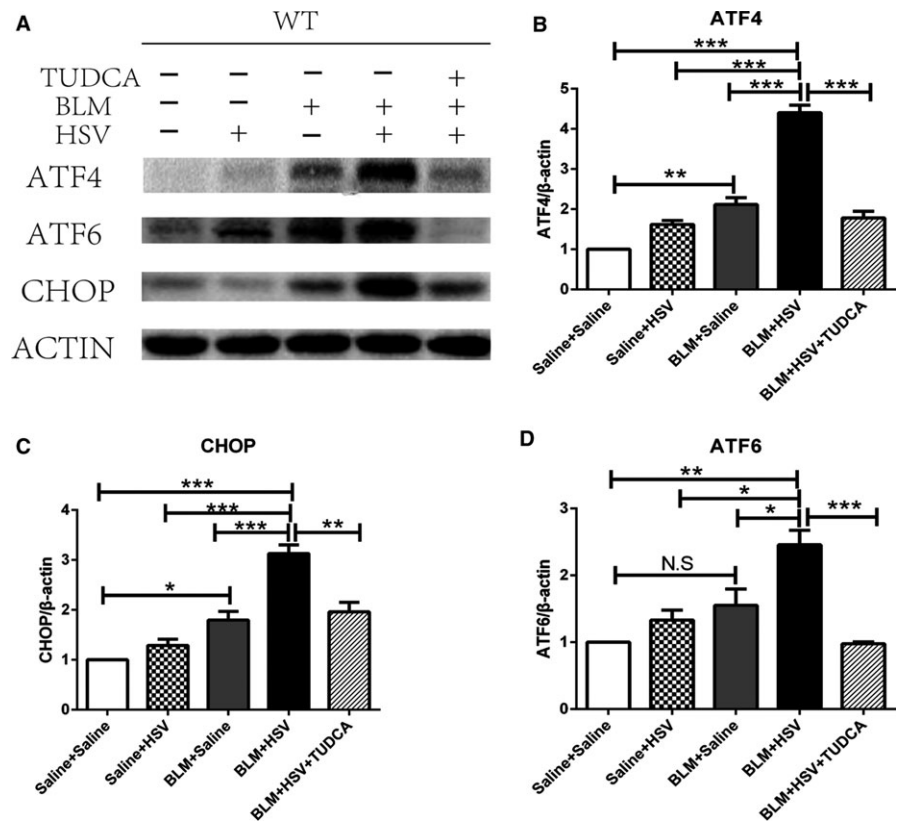 A
WT
TUDCA − − − − +
BLM − − + + +
HSV − + − + +
ATF4
ATF6
CHOP
ACTIN
B
ATF4
***
***
*** ***
**
ATF4/β-actin
5
4
3
2
1
0
Saline+Saline
Saline+HSV
BLM+Saline
BLM+HSV
BLM+HSV+TUDCA
C
CHOP
***
***
*** **
*
CHOP/β-actin
4
3
2
1
0
Saline+Saline
Saline+HSV
BLM+Saline
BLM+HSV
BLM+HSV+TUDCA
D
ATF6
**
*
* ***
N.S
ATF6/β-actin
3
2
1
0
Saline+Saline
Saline+HSV
BLM+Saline
BLM+HSV
BLM+HSV+TUDCA